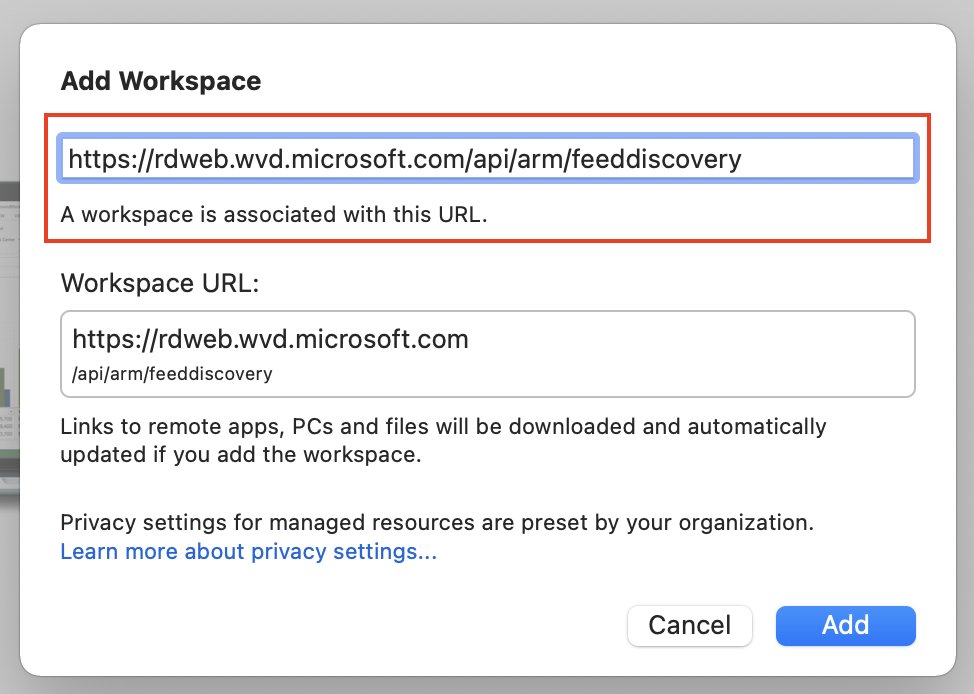 Add Workspace
https://rdweb.wvd.microsoft.com/api/arm/feeddiscovery
A workspace is associated with this URL.
Workspace URL:
https://rdweb.wvd.microsoft.com
/api/arm/feeddiscovery
Links to remote apps, PCs and files will be downloaded and automatically
updated if you add the workspace.
Privacy settings for managed resources are preset by your organization.
Learn more about privacy settings...
Cancel
Add